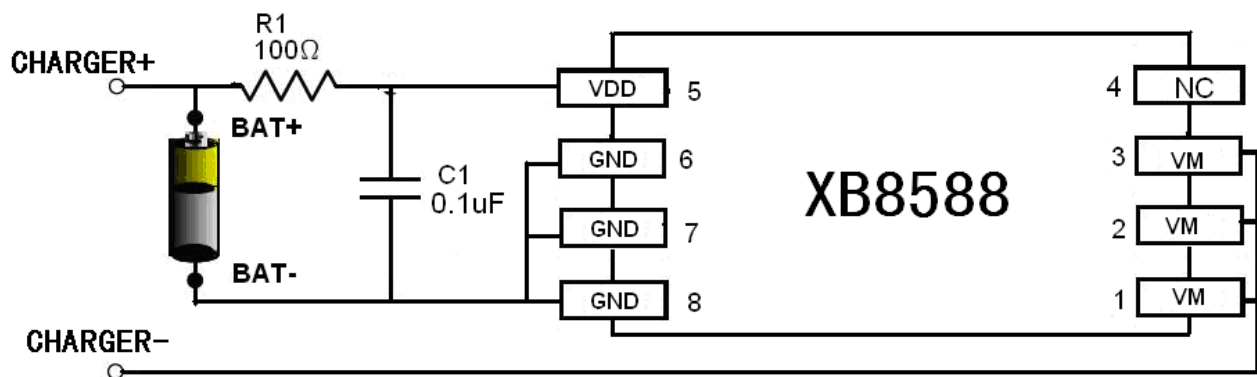 R1
100Ω
CHARGER+
BAT+
C1
0.1uF
BAT-
CHARGER-
VDD 5
GND 6
GND 7
GND 8
XB8588
4 NC
3 VM
2 VM
1 VM